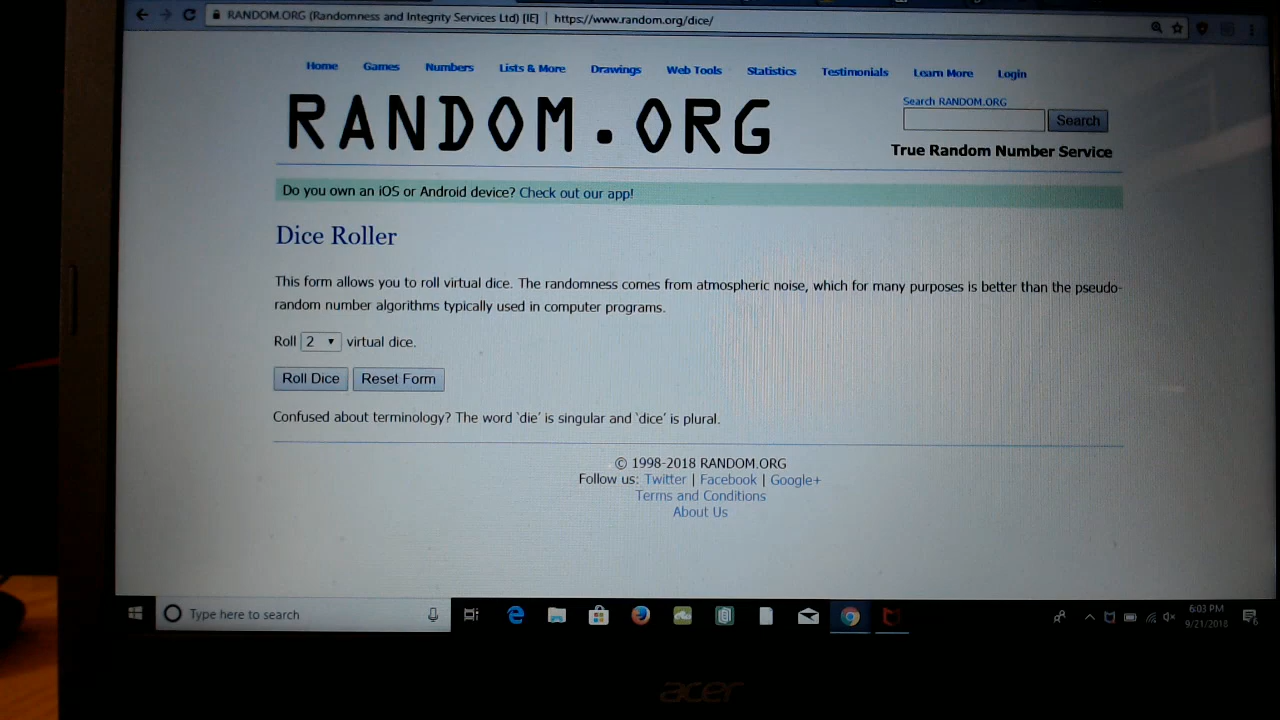 RANDOM.ORG (Randomness and Integrity Services Ltd) [IE] | https://www.random.org/dice/
Home Games Numbers Lists & More Drawings Web Tools Statistics Testimonials Learn More Login
RANDOM.ORG
Search RANDOM.ORG
Search
True Random Number Service
Do you own an iOS or Android device? Check out our app!
Dice Roller
This form allows you to roll virtual dice. The randomness comes from atmospheric noise, which for many purposes is better than the pseudo-
random number algorithms typically used in computer programs.
Roll 2 virtual dice.
Roll Dice Reset Form
Confused about terminology? The word ‘die’ is singular and ‘dice’ is plural.
© 1998-2018 RANDOM.ORG
Follow us: Twitter | Facebook | Google+
Terms and Conditions
About Us
Type here to search
6:03 PM
9/21/2018
acer